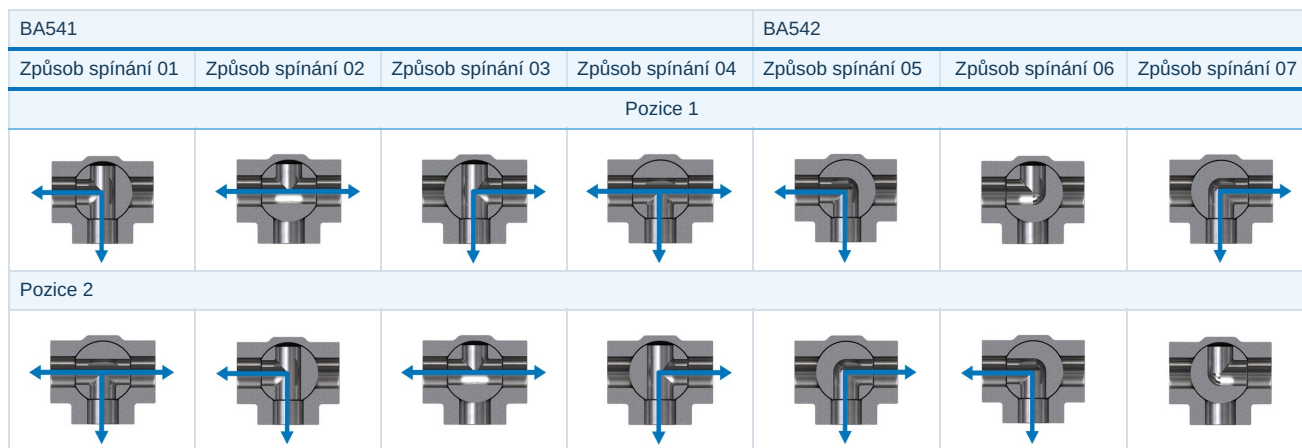 BA541 BA542
Způsob spínání 01 Způsob spínání 02 Způsob spínání 03 Způsob spínání 04 Způsob spínání 05 Způsob spínání 06 Způsob spínání 07
Pozice 1
Pozice 2